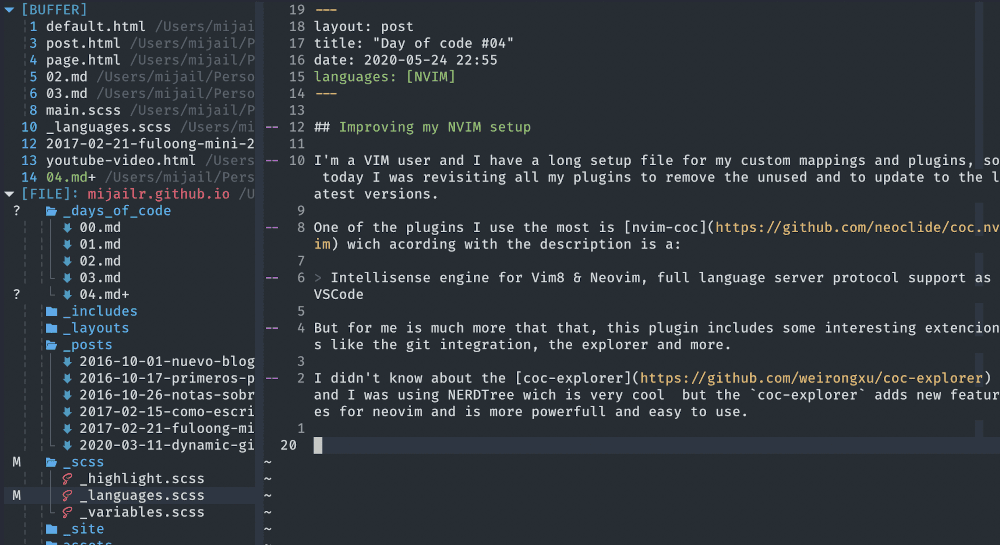 [BUFFER]
1 default.html /Users/mijail
3 post.html /Users/mijail/P
4 page.html /Users/mijail/P
5 02.md /Users/mijail/Perso
6 03.md /Users/mijail/Perso
8 main.scss /Users/mijail/P
10 _languages.scss /Users/mi
12 2017-02-21-fuloong-mini-2
13 youtube-video.html /Users
14 04.md+ /Users/mijail/Pers
[FILE]: mijailr.github.io /U
? _days_of_code
00.md
01.md
02.md
03.md
? 04.md+
_includes
_layouts
_posts
2016-10-01-nuevo-blog
2016-10-17-primeros-p
2016-10-26-notas-sobr
2017-02-15-como-escri
2017-02-21-fuloong-mi
2020-03-11-dynamic-gi
M _scss
_highlight.scss
M _languages.scss
_variables.scss
_site
assets
19 ---
18 layout: post
17 title: "Day of code #04"
16 date: 2020-05-24 22:55
15 languages: [NVIM]
14 ---
13
-- 12 ## Improving my NVIM setup
11
-- 10 I'm a VIM user and I have a long setup file for my custom mappings and plugins, so
today I was revisiting all my plugins to remove the unused and to update to the l
atest versions.
9
-- 8 One of the plugins I use the most is [nvim-coc](https://github.com/neoclide/coc.nv
im) wich acording with the description is a:
7
-- 6 > Intellisense engine for Vim8 & Neovim, full language server protocol support as
VSCode
5
-- 4 But for me is much more that that, this plugin includes some interesting extencion
s like the git integration, the explorer and more.
3
-- 2 I didn't know about the [coc-explorer](https://github.com/weirongxu/coc-explorer)
and I was using NERDTree wich is very cool  but the `coc-explorer` adds new featur
es for neovim and is more powerfull and easy to use.
1
20
~
~
~
~
~
~